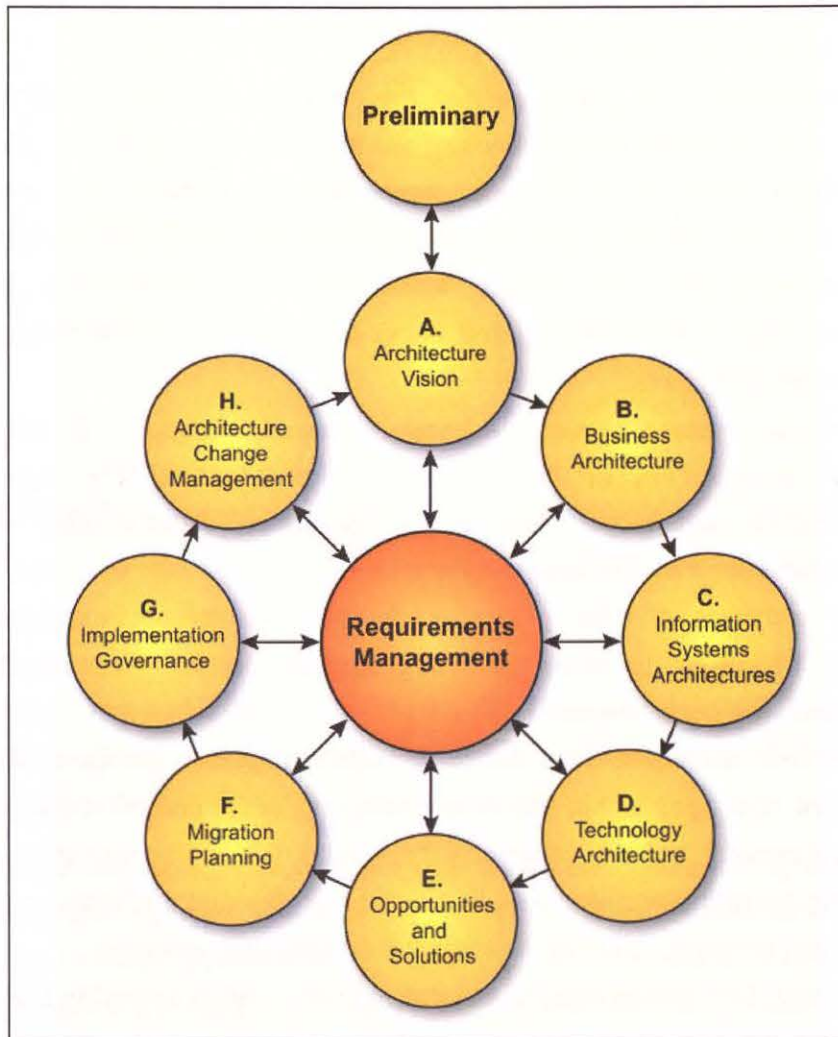 Preliminary
A.
Architecture
Vision
B.
Business
Architecture
C.
Information
Systems
Architectures
D.
Technology
Architecture
E.
Opportunities
and
Solutions
F.
Migration
Planning
G.
Implementation
Governance
H.
Architecture
Change
Management
Requirements
Management